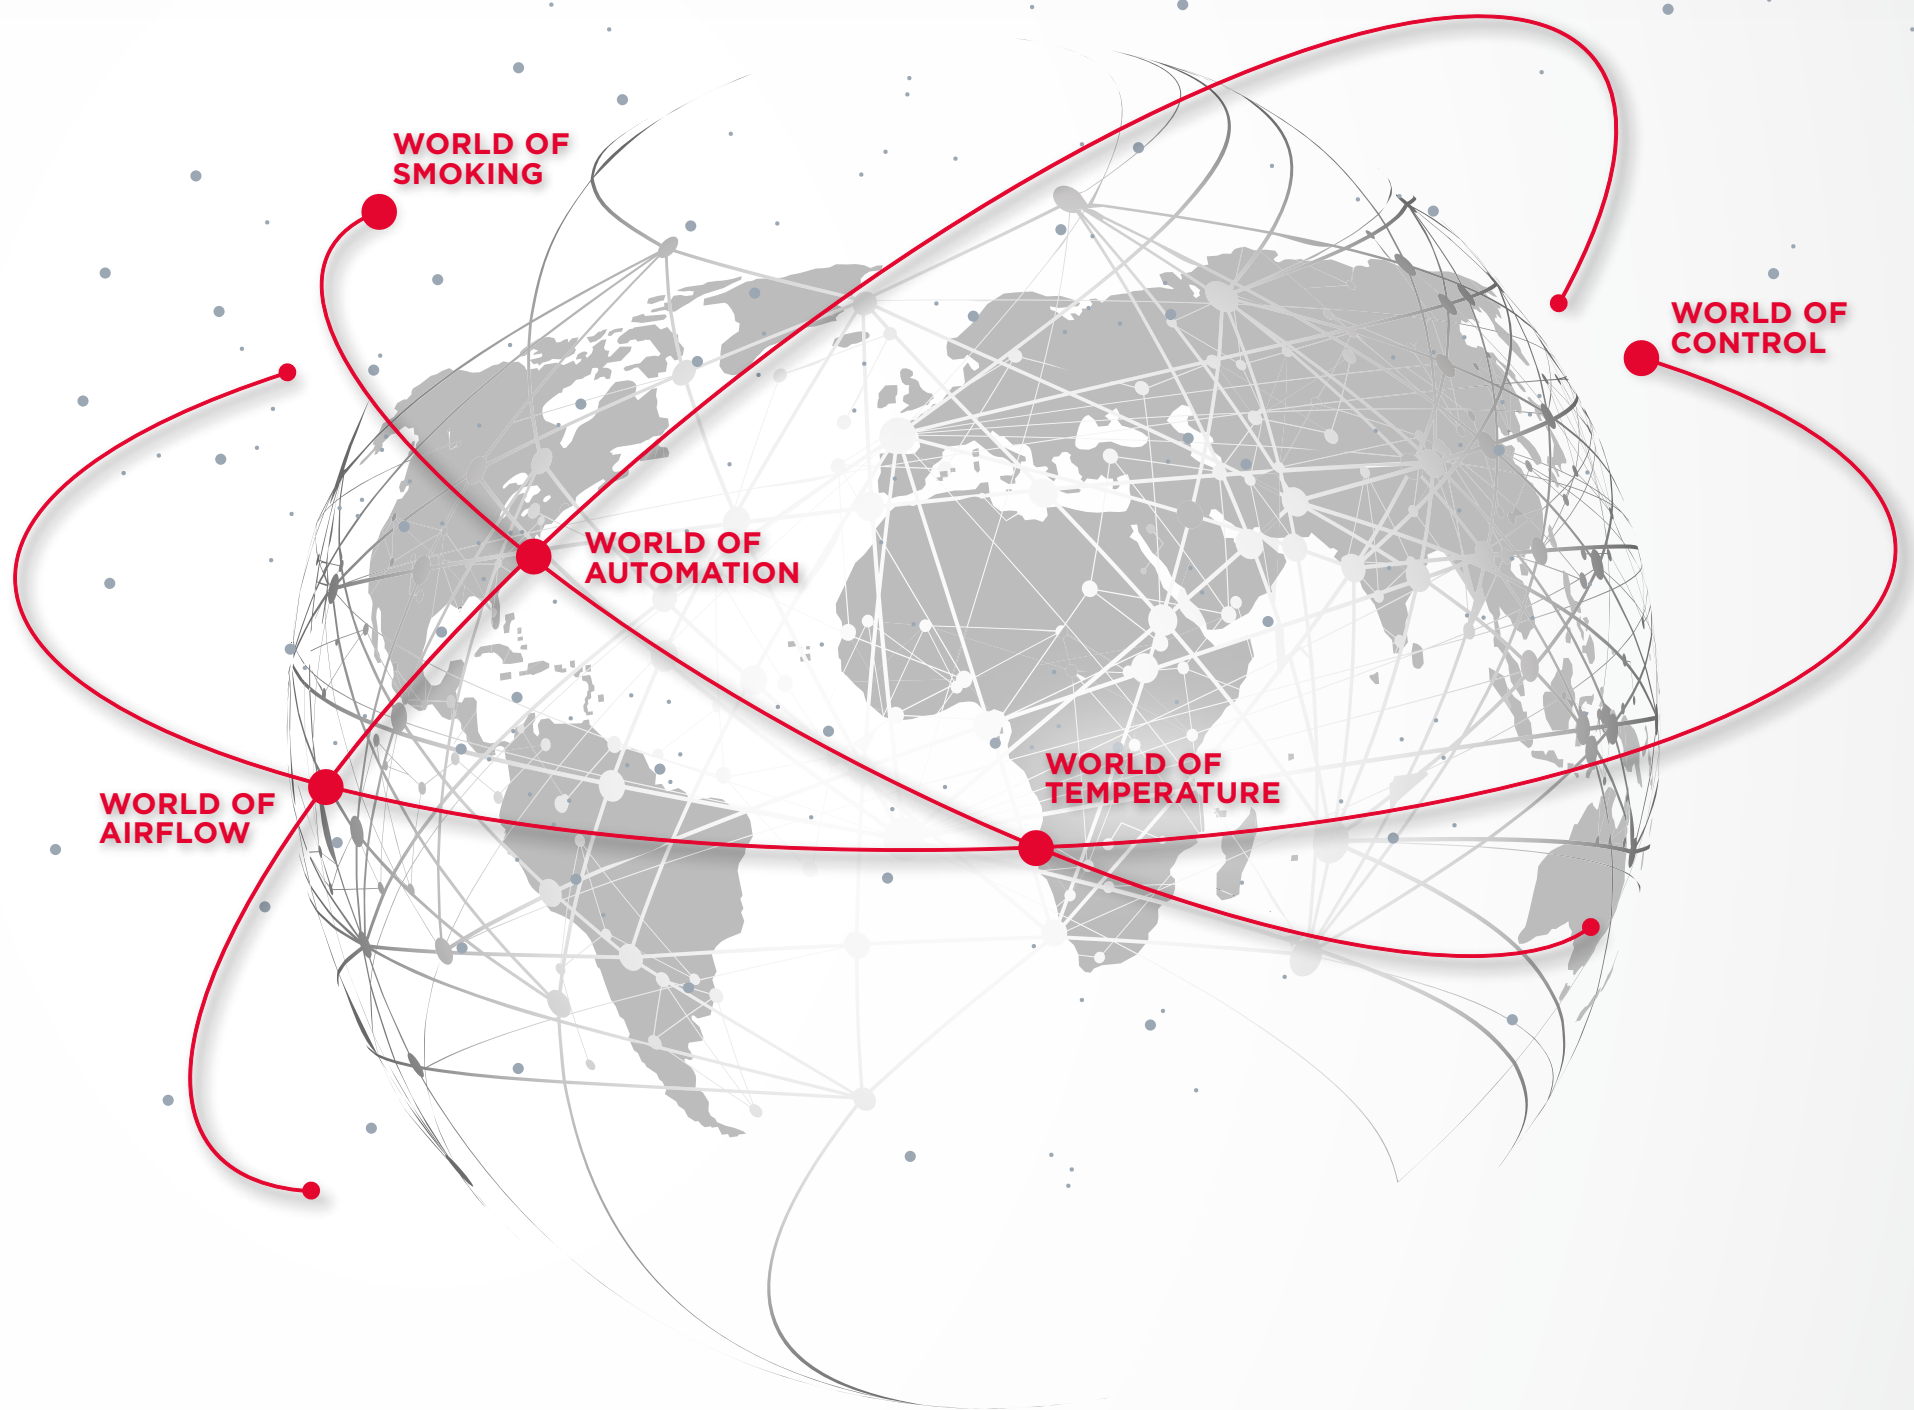 WORLD OF
SMOKING
WORLD OF
CONTROL
WORLD OF
AUTOMATION
WORLD OF
TEMPERATURE
WORLD OF
AIRFLOW